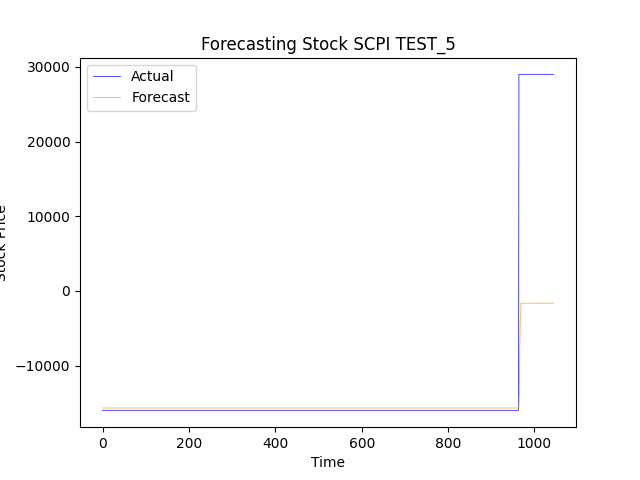 Forecasting Stock SCPI TEST_5
Actual
Forecast
30000
20000
10000
0
−10000
Stock Price
0 200 400 600 800 1000
Time